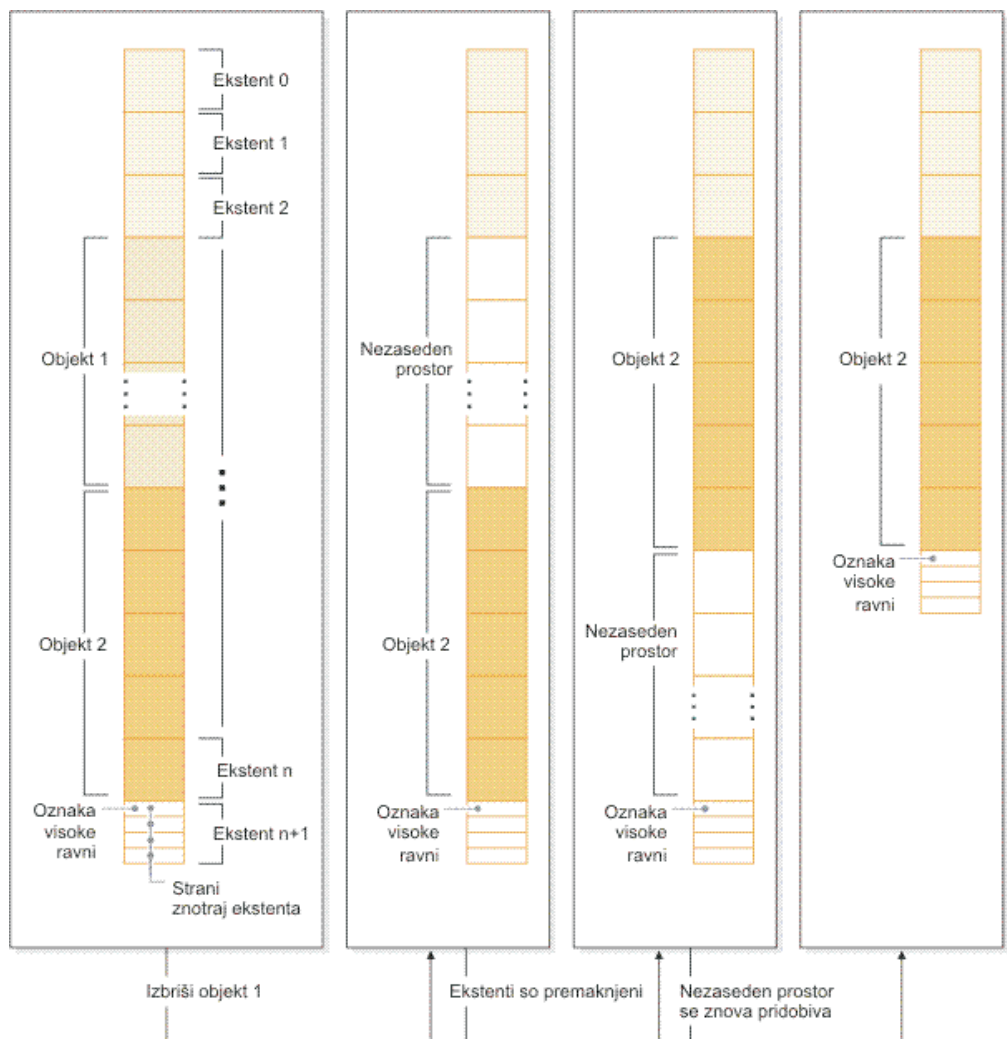 Ekstent 0
Ekstent 1
Ekstent 2
Objekt 1
Objekt 2
Ekstent n
Oznaka
visoke
ravni
Ekstent n+1
Strani
znotraj ekstenta
Nezaseden
prostor
Objekt 2
Oznaka
visoke
ravni
Objekt 2
Nezaseden
prostor
Oznaka
visoke
ravni
Objekt 2
Oznaka
visoke
ravni
Izbriši objekt 1
Ekstenti so premaknjeni
Nezaseden prostor
se znova pridobiva